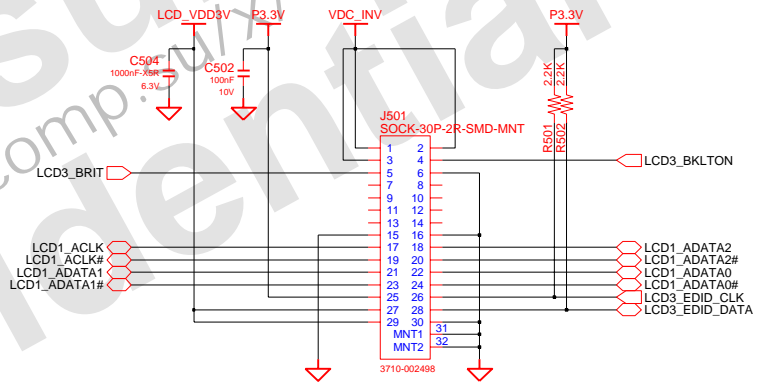 LCD_VDD3V P3.3V VDC_INV P3.3V
C504
1000nF-X5R
6.3V
C502
100nF
10V
2.2K
2.2K
R501
R502
J501
SOCK-30P-2R-SMD-MNT
1 2
LCD3_BRIT 3 4 LCD3_BKLTON
5 6
7 8
9 10
11 12
13 14
15 16
LCD1_ACLK 17 18 LCD1_ADATA2
LCD1_ACLK# 19 20 LCD1_ADATA2#
LCD1_ADATA1 21 22 LCD1_ADATA0
LCD1_ADATA1# 23 24 LCD1_ADATA0#
25 26 LCD3_EDID_CLK
27 28 LCD3_EDID_DATA
29 30
MNT1 31
MNT2 32
3710-002498
comp.su/x
idential